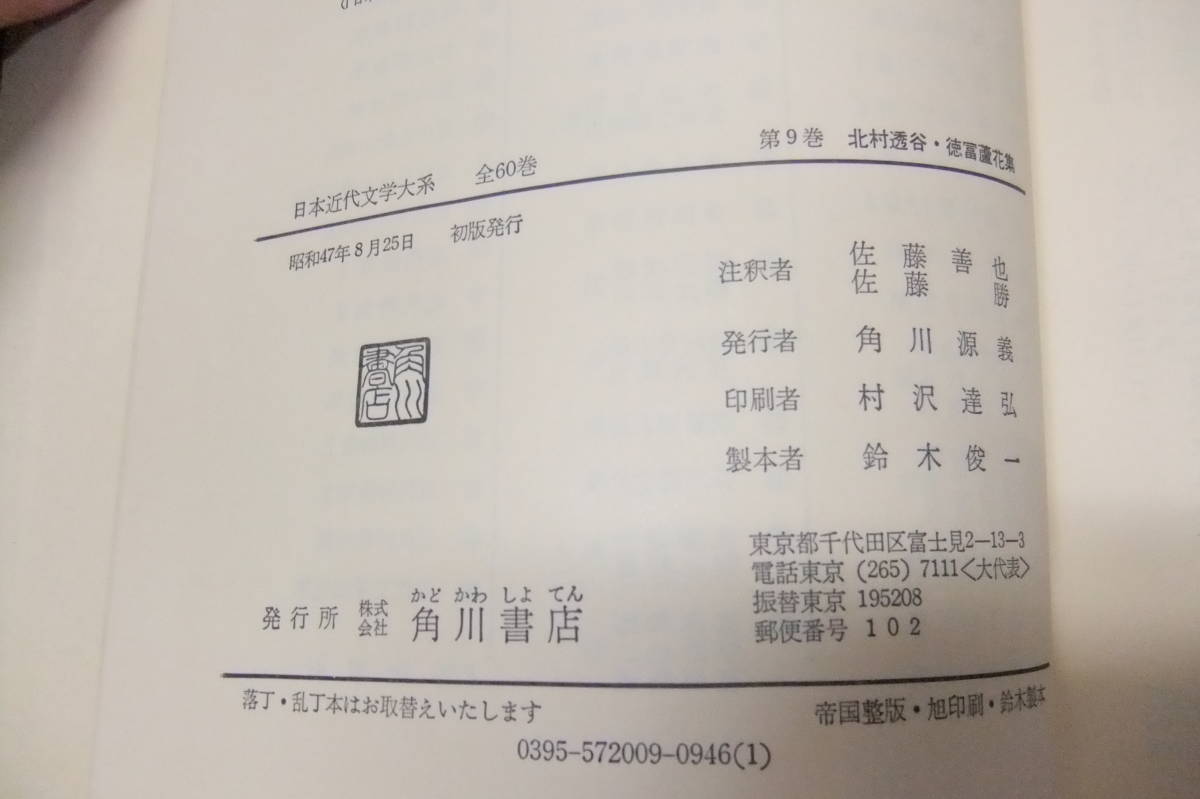 日本近代文学大系 全60巻 第9巻 北村透谷・徳冨蘆花集
昭和47年8月25日 初版発行
注釈者 佐藤善也
佐藤勝
発行者 角川源義
印刷者 村沢達弘
製本者 鈴木俊一
角川書店
発行所 株式会社 角川書店
かどかわしよてん
東京都千代田区富士見2-13-3
電話東京 (265) 7111<大代表>
振替東京 195208
郵便番号 102
落丁・乱丁本はお取替えいたします
帝国整版・旭印刷・鈴木製本
0395-572009-0946(1)